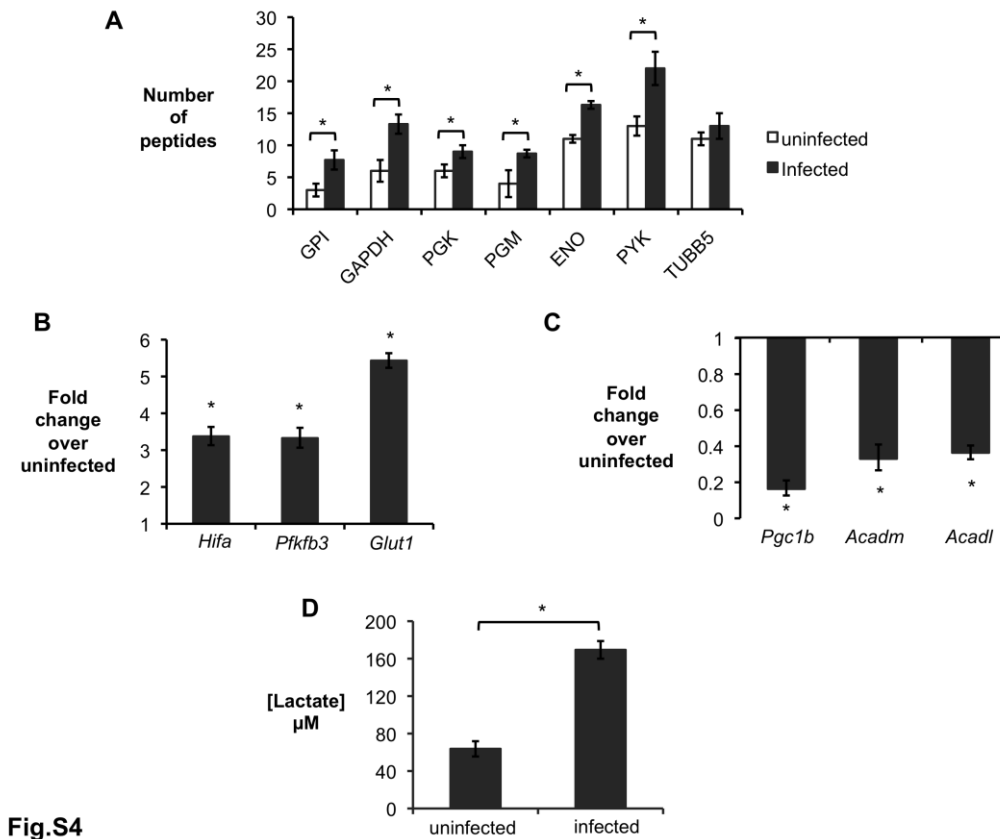 A
Number
of
peptides
30
25
20
15
10
5
0
* * * * * *
GPI GAPDH PGK PGM ENO PYK TUBB5
uninfected
Infected
B
Fold
change
over
uninfected
6
5
4
3
2
1
* * *
Hifa Pfkfb3 Glut1
C
Fold
change
over
uninfected
1
0.8
0.6
0.4
0.2
0
* * *
Pgc1b Acadm Acadl
D
[Lactate]
µM
200
160
120
80
40
0
*
uninfected infected
Fig.S4